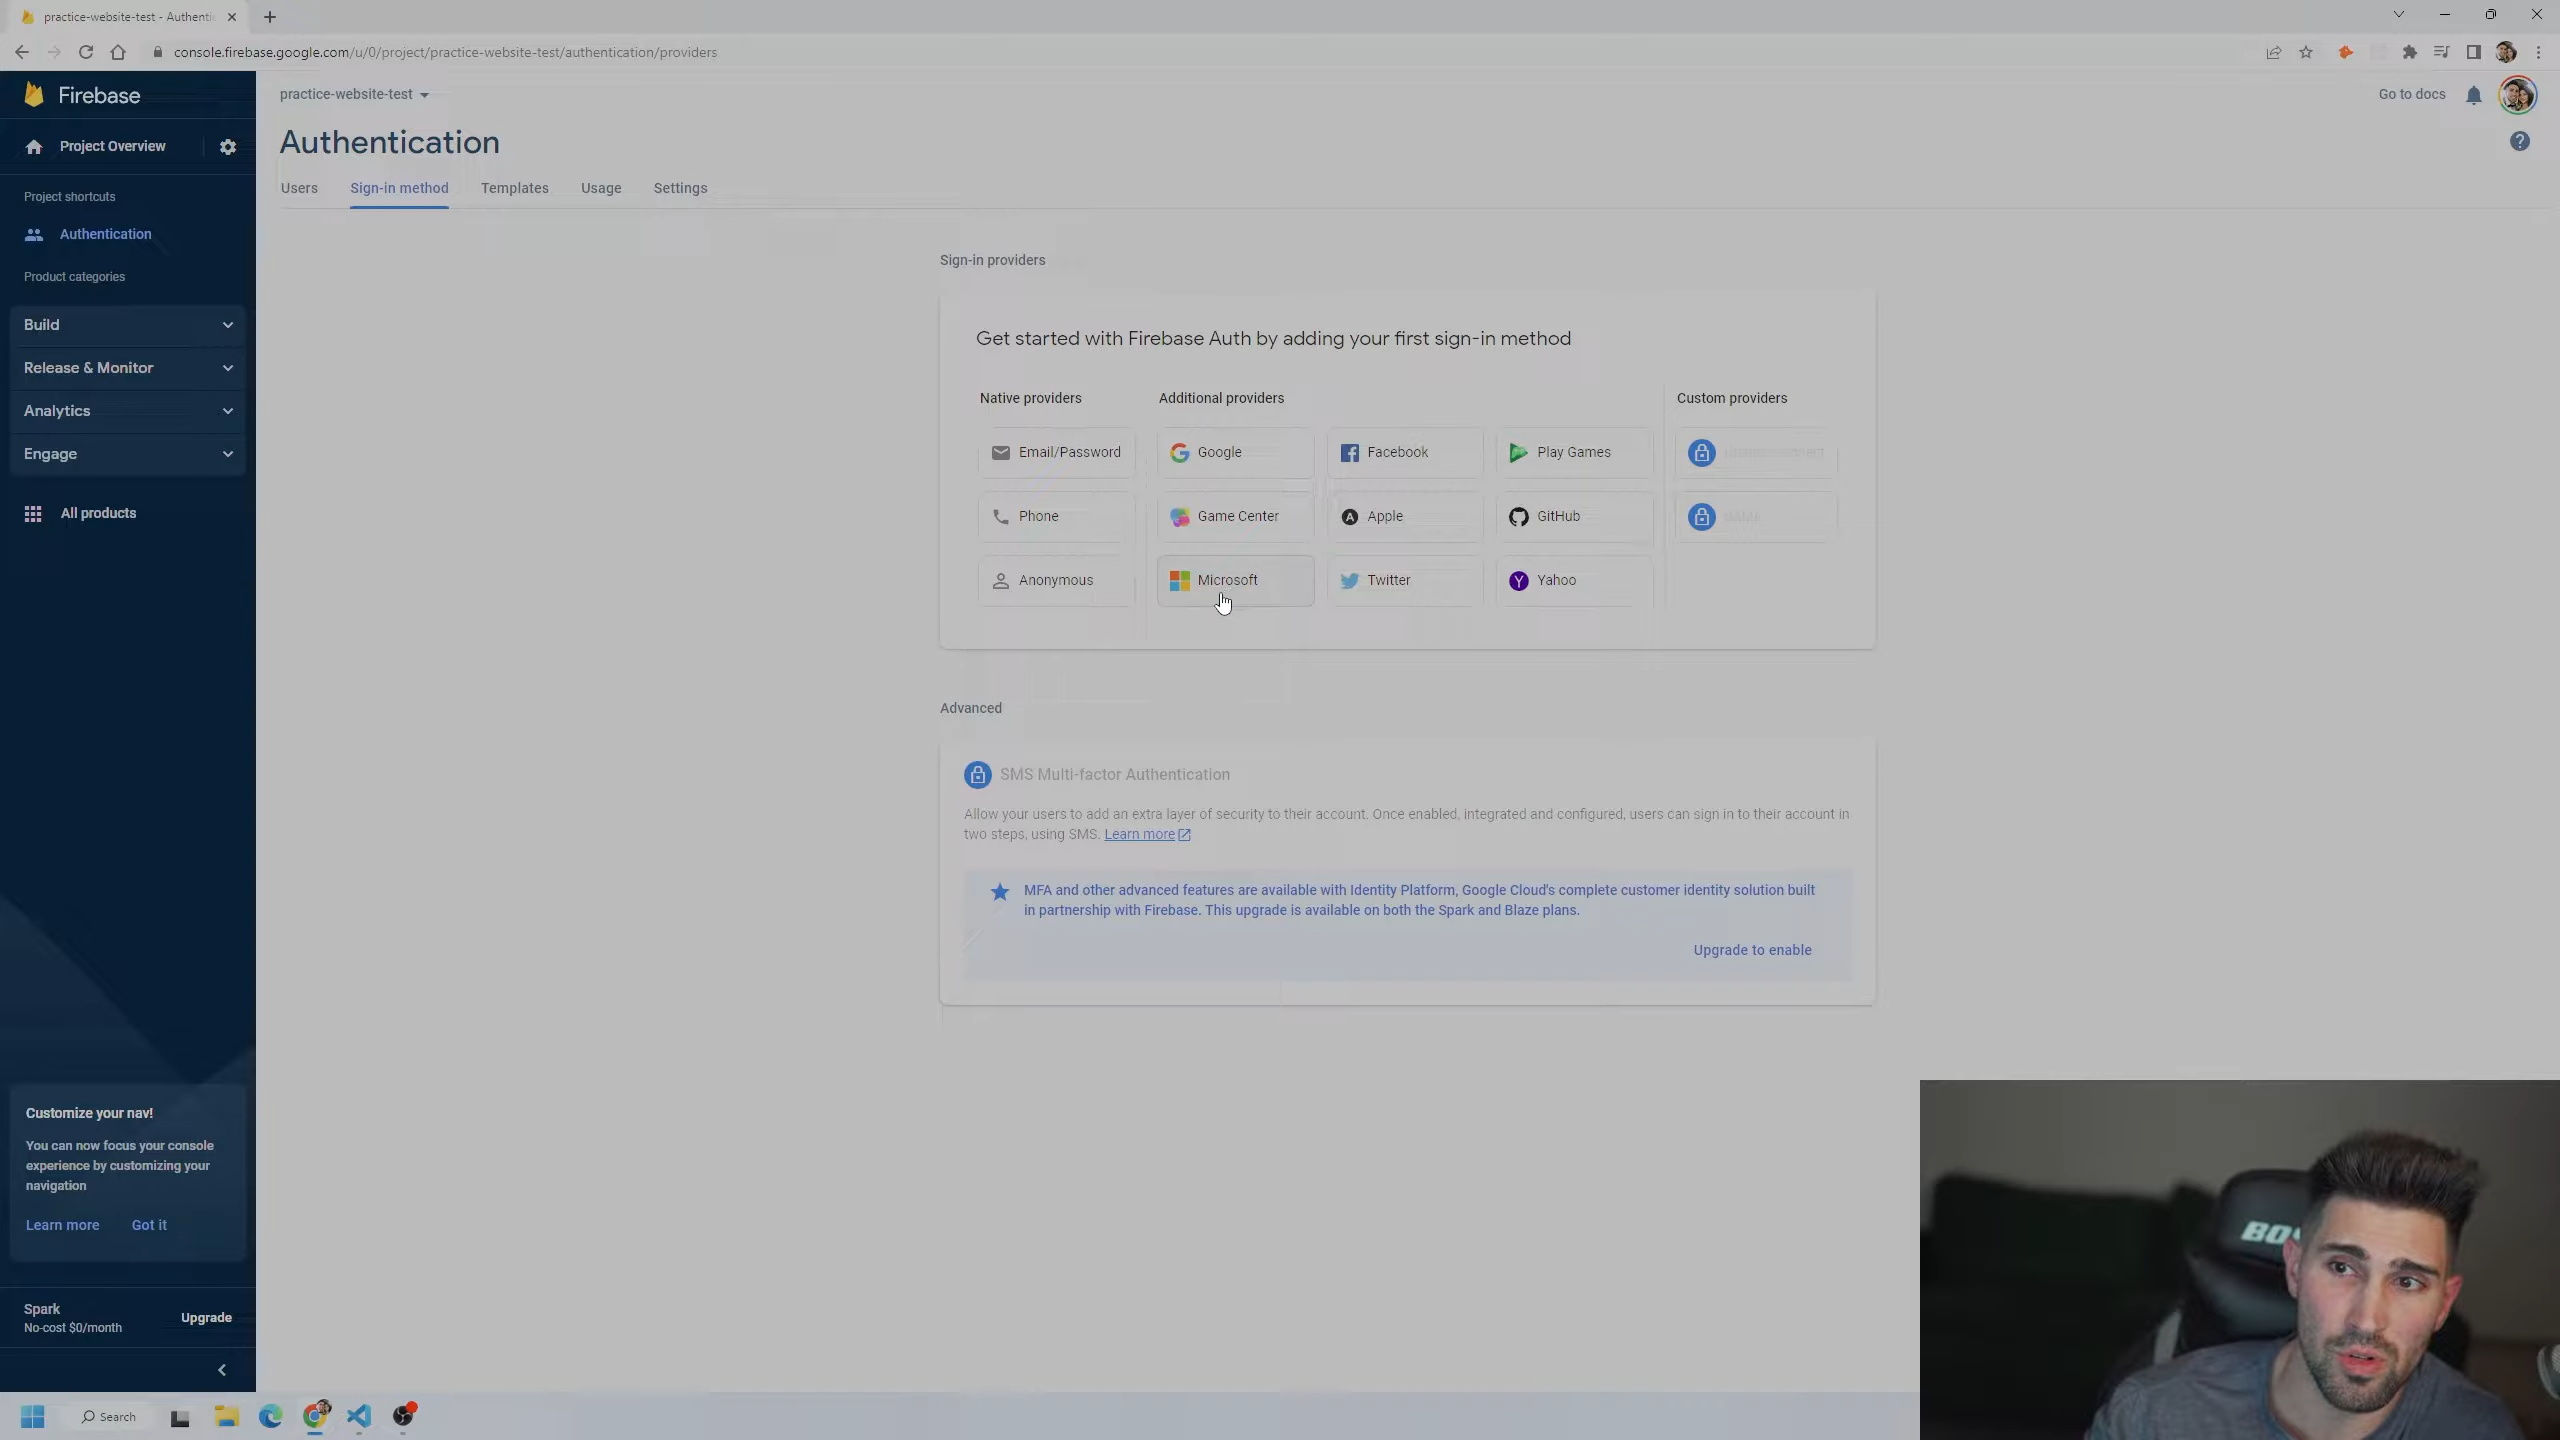 practice-website-test - Authenti
console.firebase.google.com/u/0/project/practice-website-test/authentication/providers
Firebase
practice-website-test
Go to docs
Project Overview
Authentication
Users
Sign-in method
Templates
Usage
Settings
Project shortcuts
Authentication
Product categories
Build
Release & Monitor
Analytics
Engage
All products
Sign-in providers
Get started with Firebase Auth by adding your first sign-in method
Native providers
Additional providers
Custom providers
Email/Password
Google
Facebook
Play Games
Phone
Game Center
Apple
GitHub
Anonymous
Microsoft
Twitter
Yahoo
Advanced
SMS Multi-factor Authentication
Allow your users to add an extra layer of security to their account. Once enabled, integrated and configured, users can sign in to their account in
two steps, using SMS. Learn more
MFA and other advanced features are available with Identity Platform, Google Cloud's complete customer identity solution built
in partnership with Firebase. This upgrade is available on both the Spark and Blaze plans.
Upgrade to enable
Customize your nav!
You can now focus your console
experience by customizing your
navigation
Learn more
Got it
Spark
No-cost $0/month
Upgrade
Search